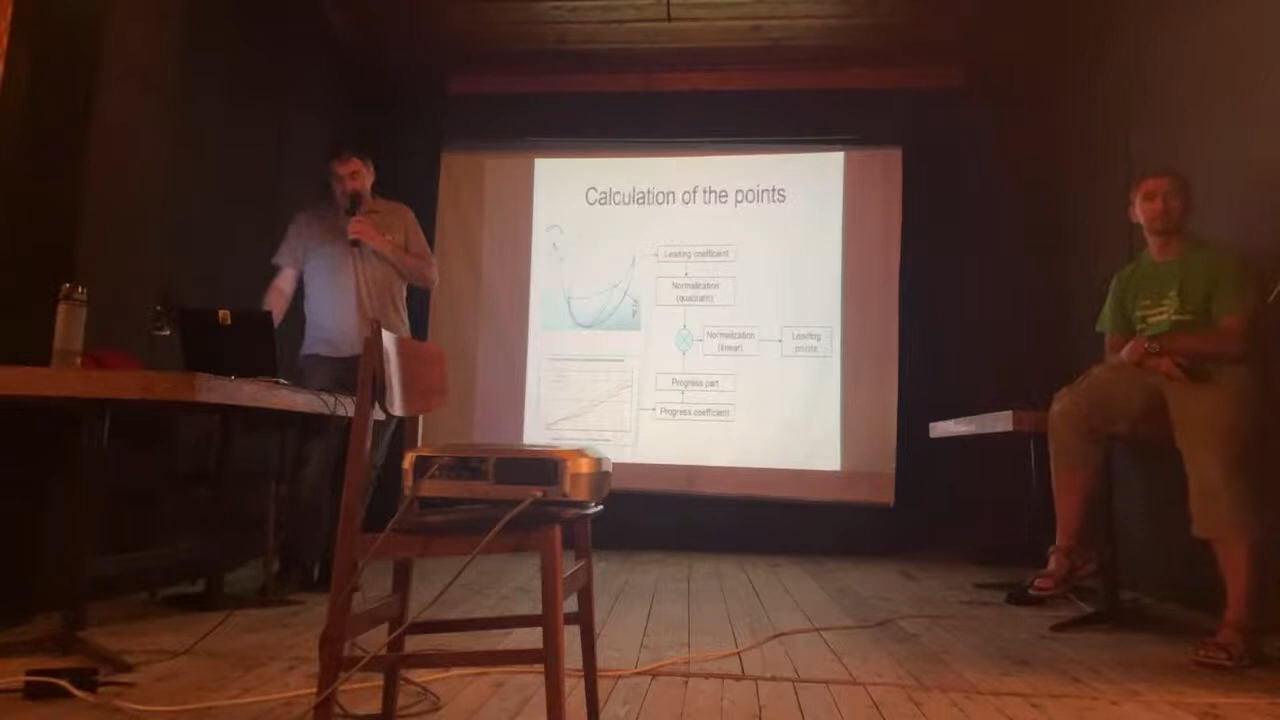 Calculation of the points
Leading coefficient
Normalization
(quadratic)
Normalization
(linear)
Leading
points
Progress part
Progress coefficient